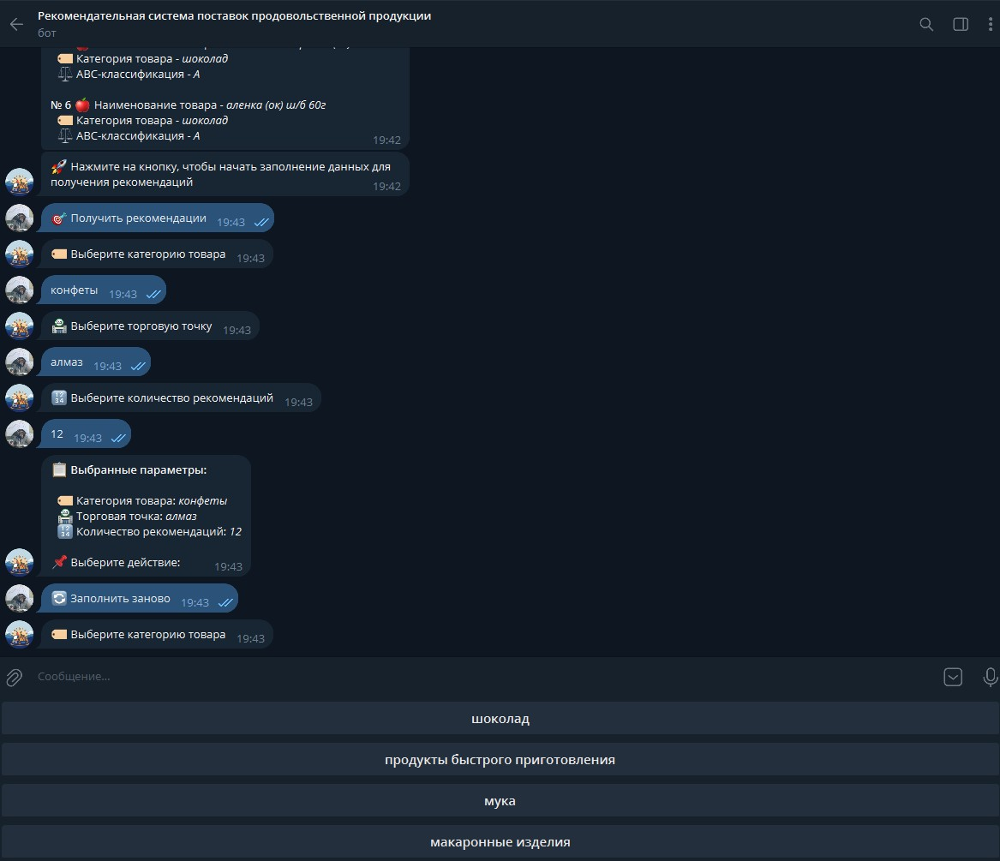 Рекомендательная система поставок продовольственной продукции
бот
Категория товара - шоколад
АВС-классификация - А
№ 6 Наименование товара - аленка (ок) ш/б 60г
Категория товара - шоколад
АВС-классификация - А
19:42
Нажмите на кнопку, чтобы начать заполнение данных для
получения рекомендаций
19:42
Получить рекомендации 19:43
Выберите категорию товара 19:43
конфеты 19:43
Выберите торговую точку 19:43
алмаз 19:43
Выберите количество рекомендаций 19:43
12 19:43
Выбранные параметры:
Категория товара: конфеты
Торговая точка: алмаз
Количество рекомендаций: 12
Выберите действие: 19:43
Заполнить заново 19:43
Выберите категорию товара 19:43
Сообщение...
шоколад
продукты быстрого приготовления
мука
макаронные изделия